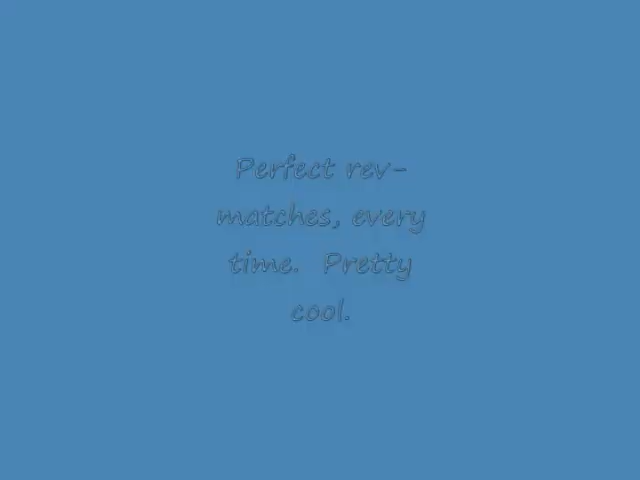 Perfect rev-
matches, every
time.  Pretty
cool.